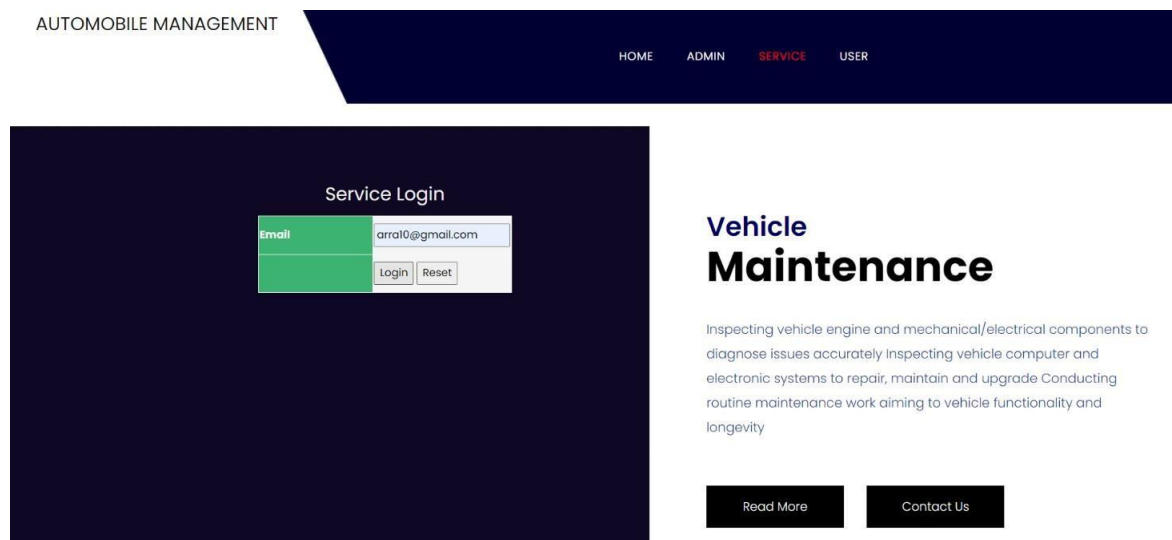 AUTOMOBILE MANAGEMENT
HOME ADMIN SERVICE USER
Service Login
Email arra10@gmail.com
Login Reset
Vehicle
Maintenance
Inspecting vehicle engine and mechanical/electrical components to
diagnose issues accurately Inspecting vehicle computer and
electronic systems to repair, maintain and upgrade Conducting
routine maintenance work aiming to vehicle functionality and
longevity
Read More Contact Us